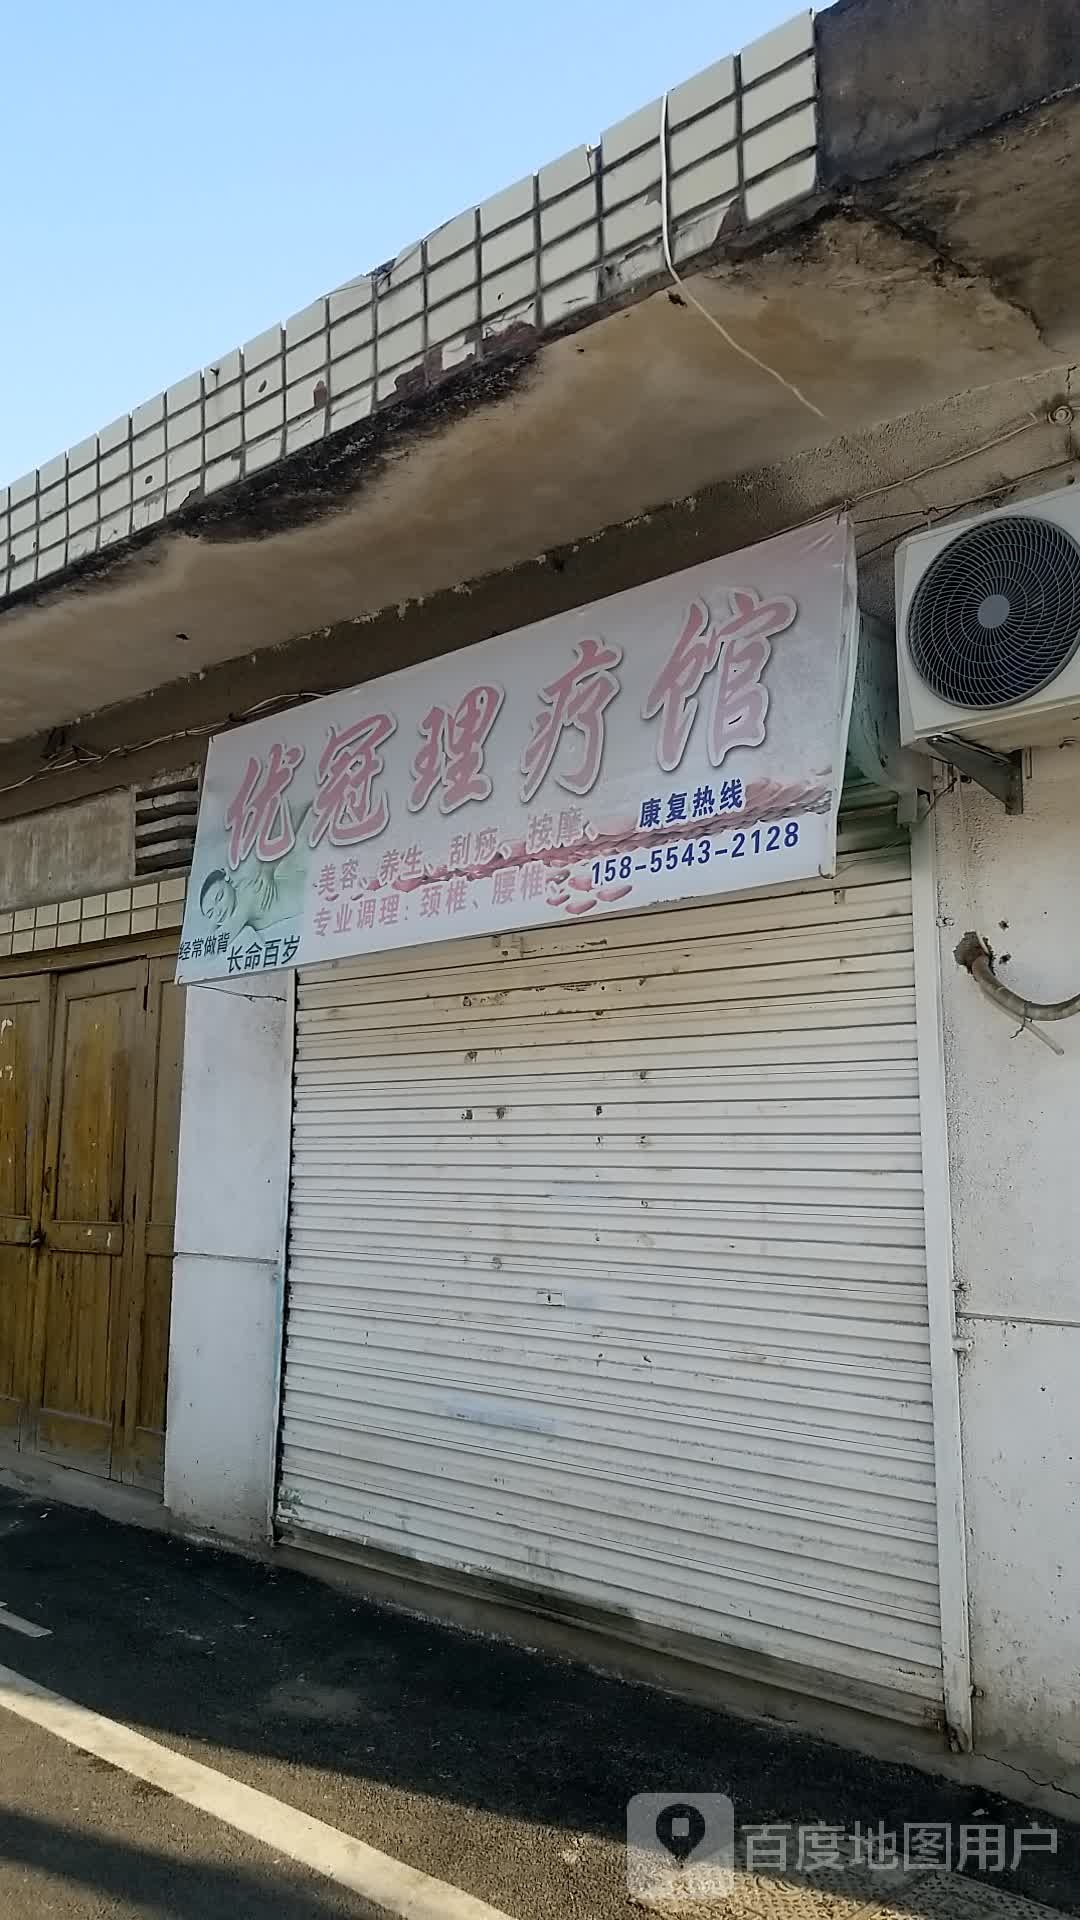 优冠理疗馆
美容、养生、刮痧、按摩、
专业调理：颈椎、腰椎、
康复热线
158-5543-2128
经常做背
长命百岁
百度地图用户